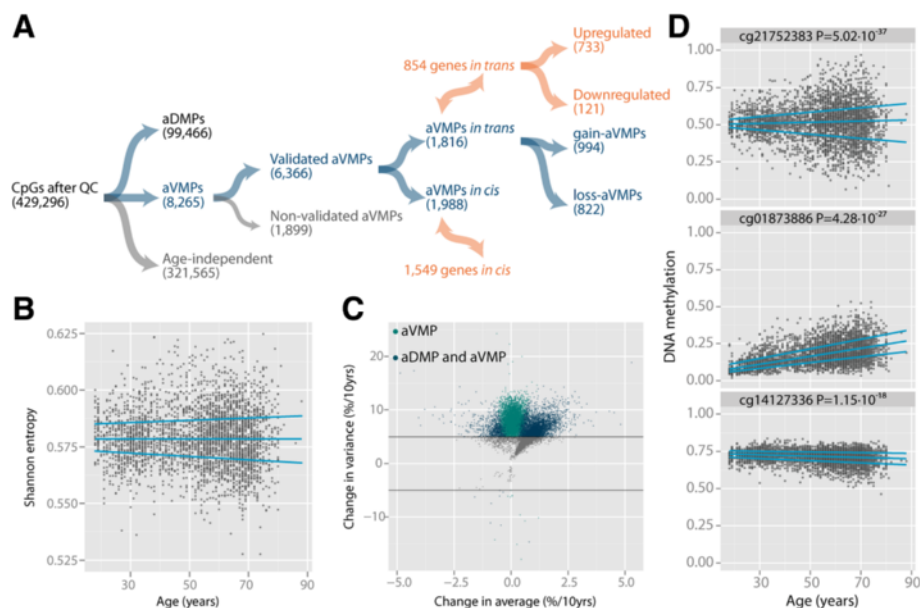 A
CpGs after QC
(429,296)
aDMPs
(99,466)
aVMPs
(8,265)
Age-independent
(321,565)
Validated aVMPs
(6,366)
Non-validated aVMPs
(1,899)
854 genes in trans
aVMPs in trans
(1,816)
aVMPs in cis
(1,988)
1,549 genes in cis
Upregulated
(733)
Downregulated
(121)
gain-aVMPs
(994)
loss-aVMPs
(822)
B
Shannon entropy
0.625
0.600
0.575
0.550
0.525
30
50
70
90
Age (years)
C
aVMP
aDMP and aVMP
Change in variance (%/10yrs)
20
10
0
−10
−5.0
−2.5
0.0
2.5
5.0
Change in average (%/10yrs)
D
DNA methylation
cg21752383 P=5.02·10-37
1.00
0.75
0.50
0.25
0.00
cg01873886 P=4.28·10-27
1.00
0.75
0.50
0.25
0.00
cg14127336 P=1.15·10-18
1.00
0.75
0.50
0.25
0.00
30
50
70
90
Age (years)